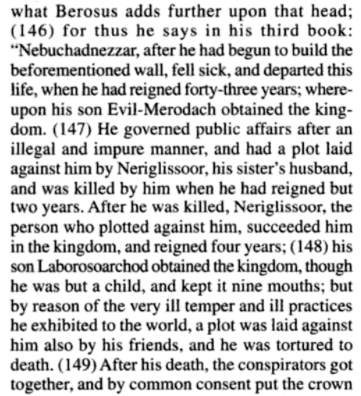 what Berosus adds further upon that head;
(146) for thus he says in his third book:
“Nebuchadnezzar, after he had begun to build the
beforementioned wall, fell sick, and departed this
life, when he had reigned forty-three years; where-
upon his son Evil-Merodach obtained the king-
dom. (147) He governed public affairs after an
illegal and impure manner, and had a plot laid
against him by Neriglissoor, his sister’s husband,
and was killed by him when he had reigned but
two years. After he was killed, Neriglissoor, the
person who plotted against him, succeeded him
in the kingdom, and reigned four years; (148) his
son Laborosoarchod obtained the kingdom, though
he was but a child, and kept it nine mouths; but
by reason of the very ill temper and ill practices
he exhibited to the world, a plot was laid against
him also by his friends, and he was tortured to
death. (149) After his death, the conspirators got
together, and by common consent put the crown